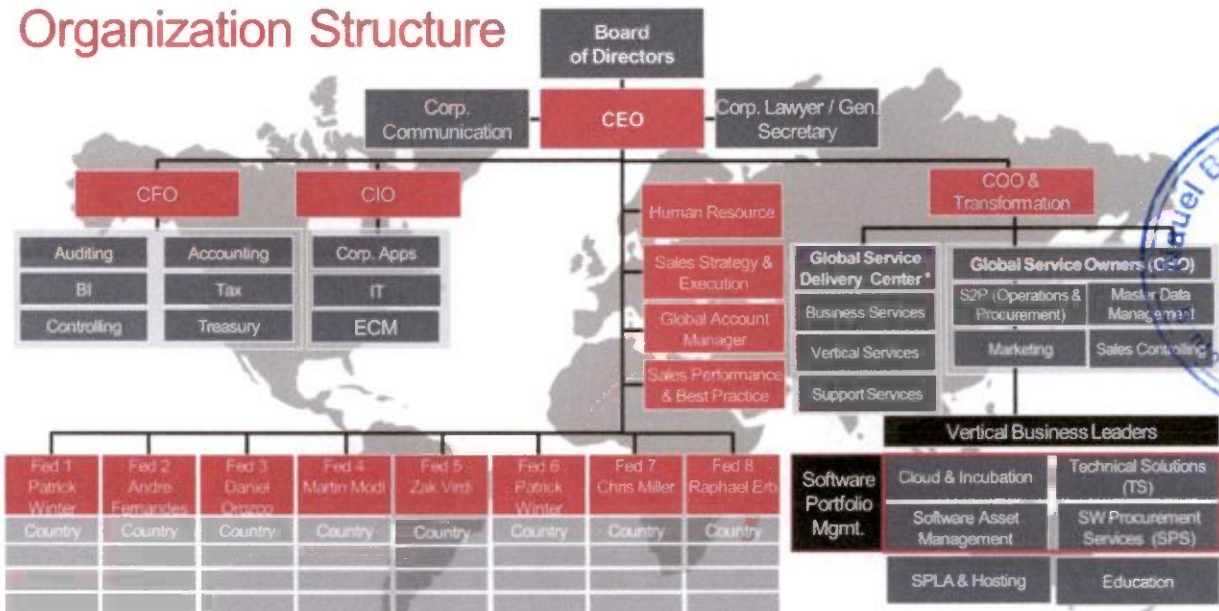 Organization Structure
Board
of Directors
Corp.
Communication
CEO
Corp. Lawyer / Gen.
Secretary
CFO
CIO
COO &
Transformation
Auditing
Accounting
BI
Tax
Controlling
Treasury
Corp. Apps
IT
ECM
Human Resource
Sales Strategy &
Execution
Global Account
Manager
Sales Performance
& Best Practice
Global Service
Delivery Center *
Business Services
Vertical Services
Support Services
Global Service Owners (GSO)
S2P (Operations &
Procurement)
Master Data
Management
Marketing
Sales Controlling
Vertical Business Leaders
Software
Portfolio
Mgmt.
Cloud & Incubation
Technical Solutions
(TS)
Software Asset
Management
SW Procurement
Services (SPS)
SPLA & Hosting
Education
Fed 1
Patrick
Winter
Fed 2
Andre
Fernandes
Fed 3
Daniel
Orozco
Fed 4
Martin Modl
Fed 5
Zak Virdi
Fed 6
Patrick
Winter
Fed 7
Chris Miller
Fed 8
Raphael Erb
Country
Country
Country
Country
Country
Country
Country
Country